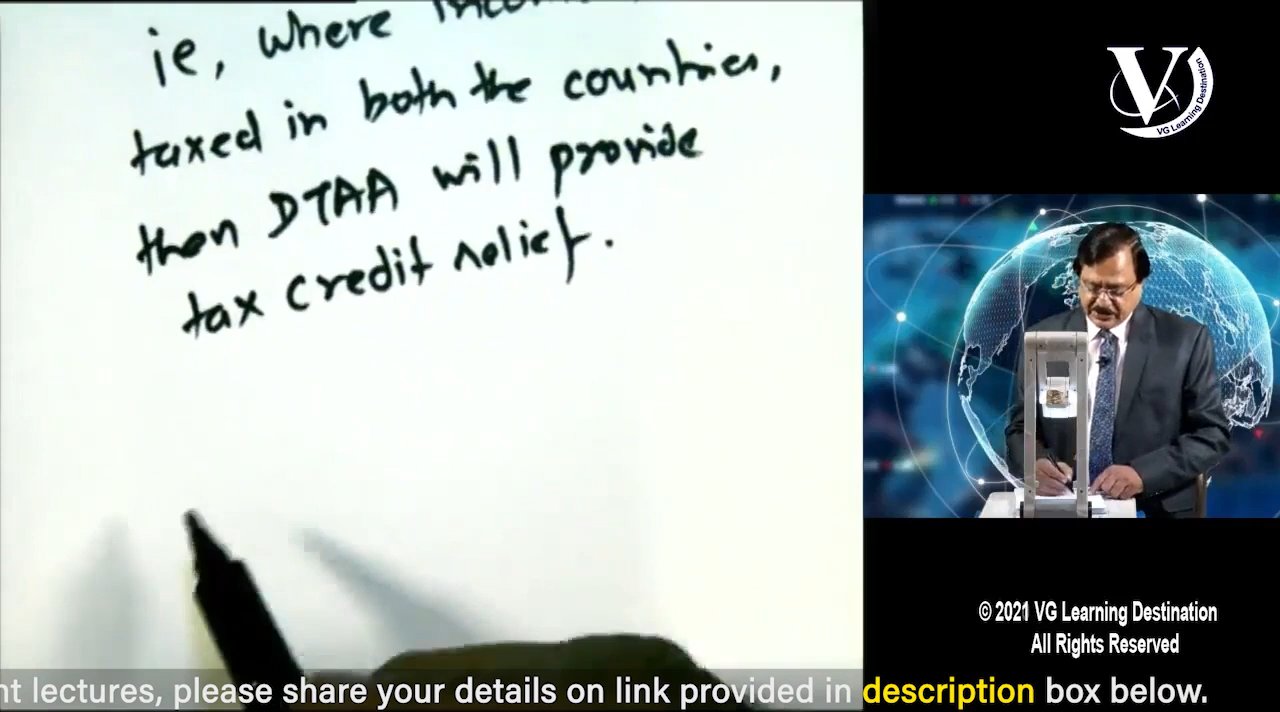 ie, where
taxed in both the countries,
then DTAA will provide
tax credit relief.
V
VG Learning Destination
© 2021 VG Learning Destination
All Rights Reserved
nt lectures, please share your details on link provided in description box below.